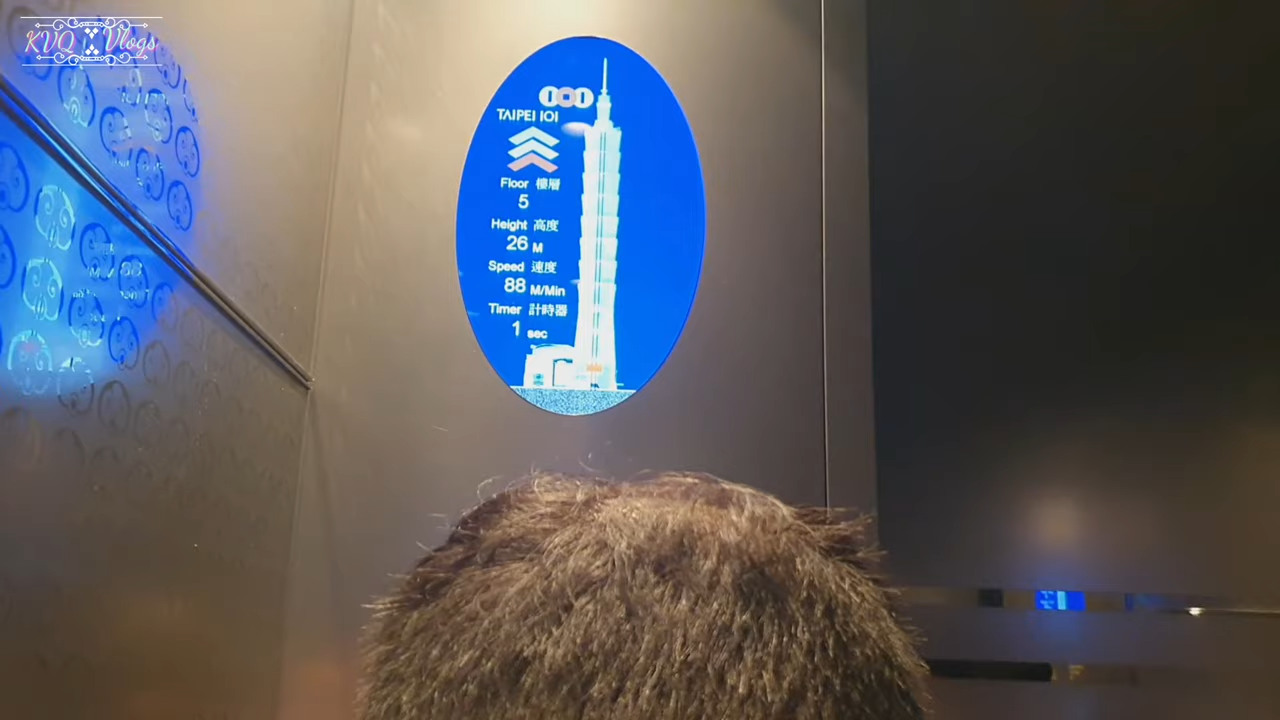 KVQ Vlogs
TAIPEI 101
Floor 樓層
5
Height 高度
26 M
Speed 速度
88 M/Min
Timer 計時器
1 sec